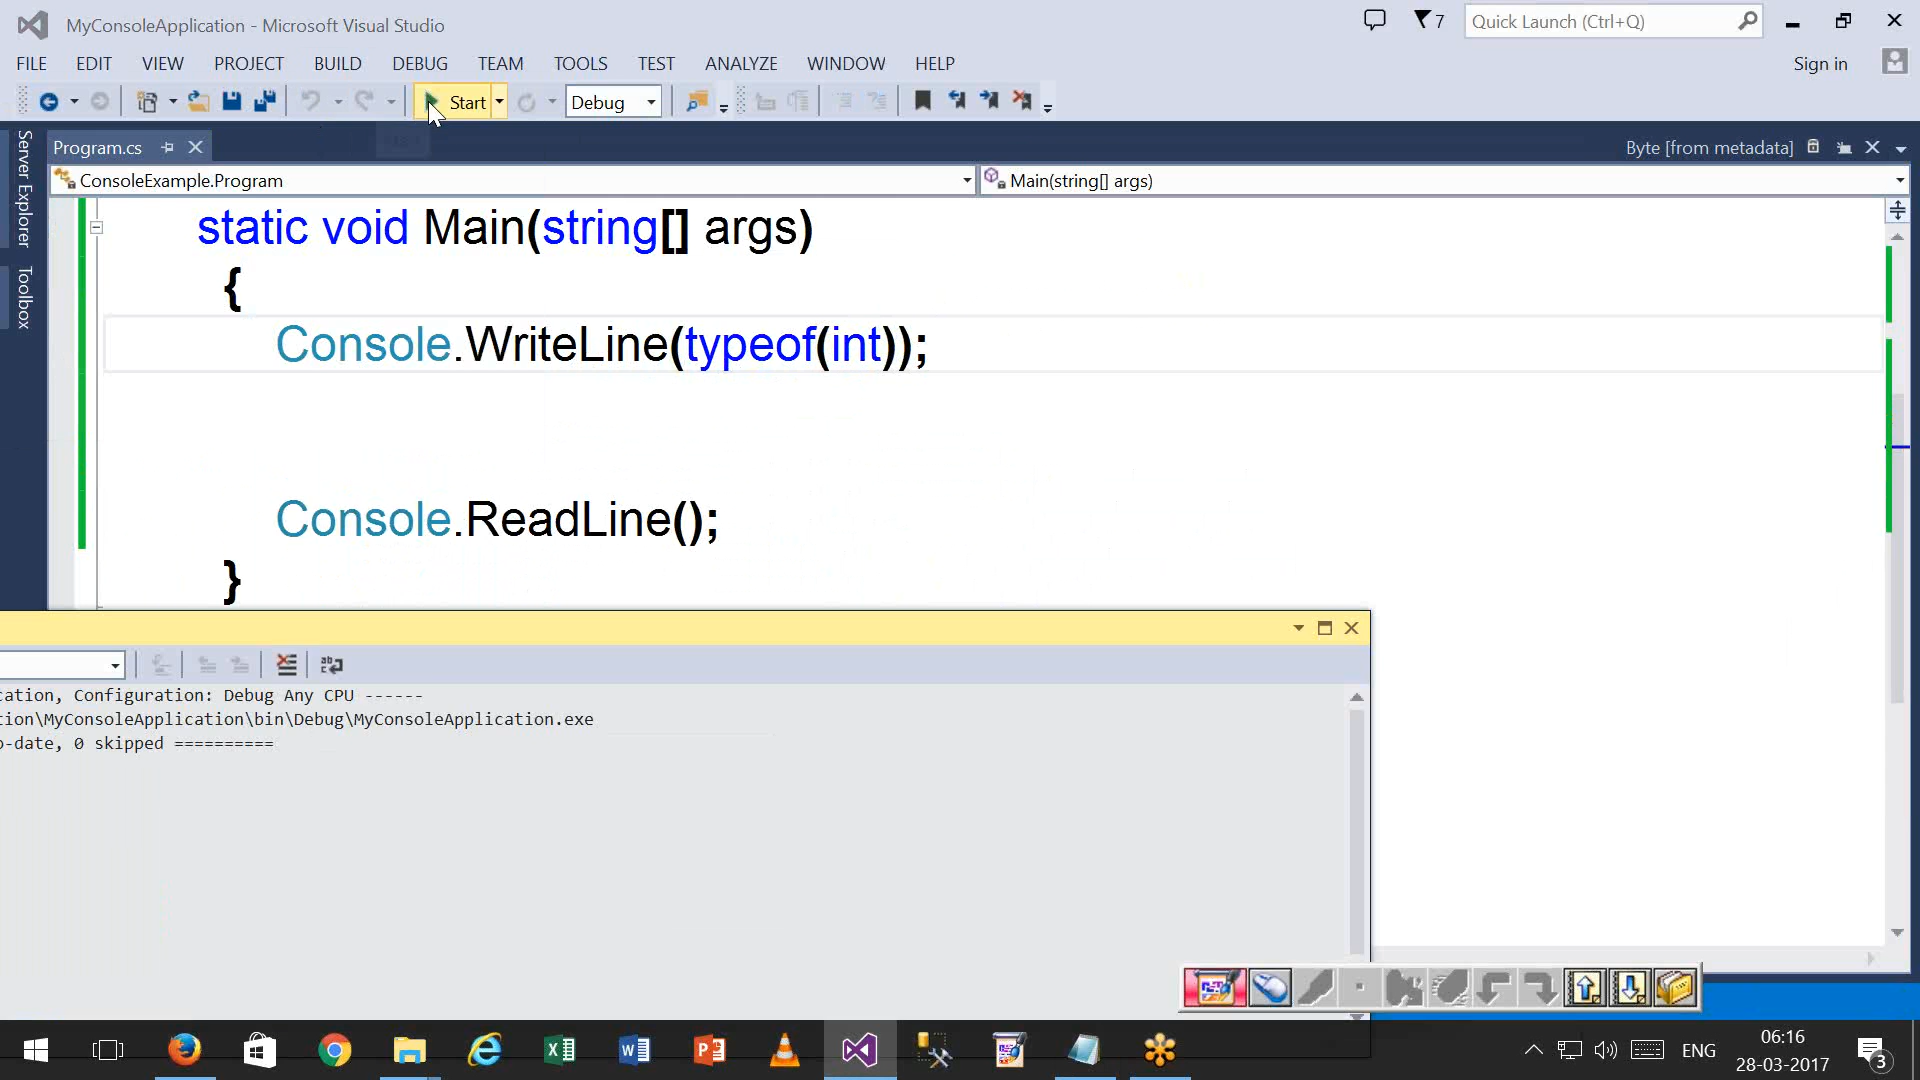 MyConsoleApplication - Microsoft Visual Studio
7
Quick Launch (Ctrl+Q)
FILE EDIT VIEW PROJECT BUILD DEBUG TEAM TOOLS TEST ANALYZE WINDOW HELP
Sign in
Start
Debug
Server Explorer
Toolbox
Program.cs
Byte [from metadata]
ConsoleExample.Program
Main(string[] args)
static void Main(string[] args)
{
Console.WriteLine(typeof(int));
Console.ReadLine();
}
cation, Configuration: Debug Any CPU ------
tion\MyConsoleApplication\bin\Debug\MyConsoleApplication.exe
o-date, 0 skipped ==========
ENG
06:16
28-03-2017
3